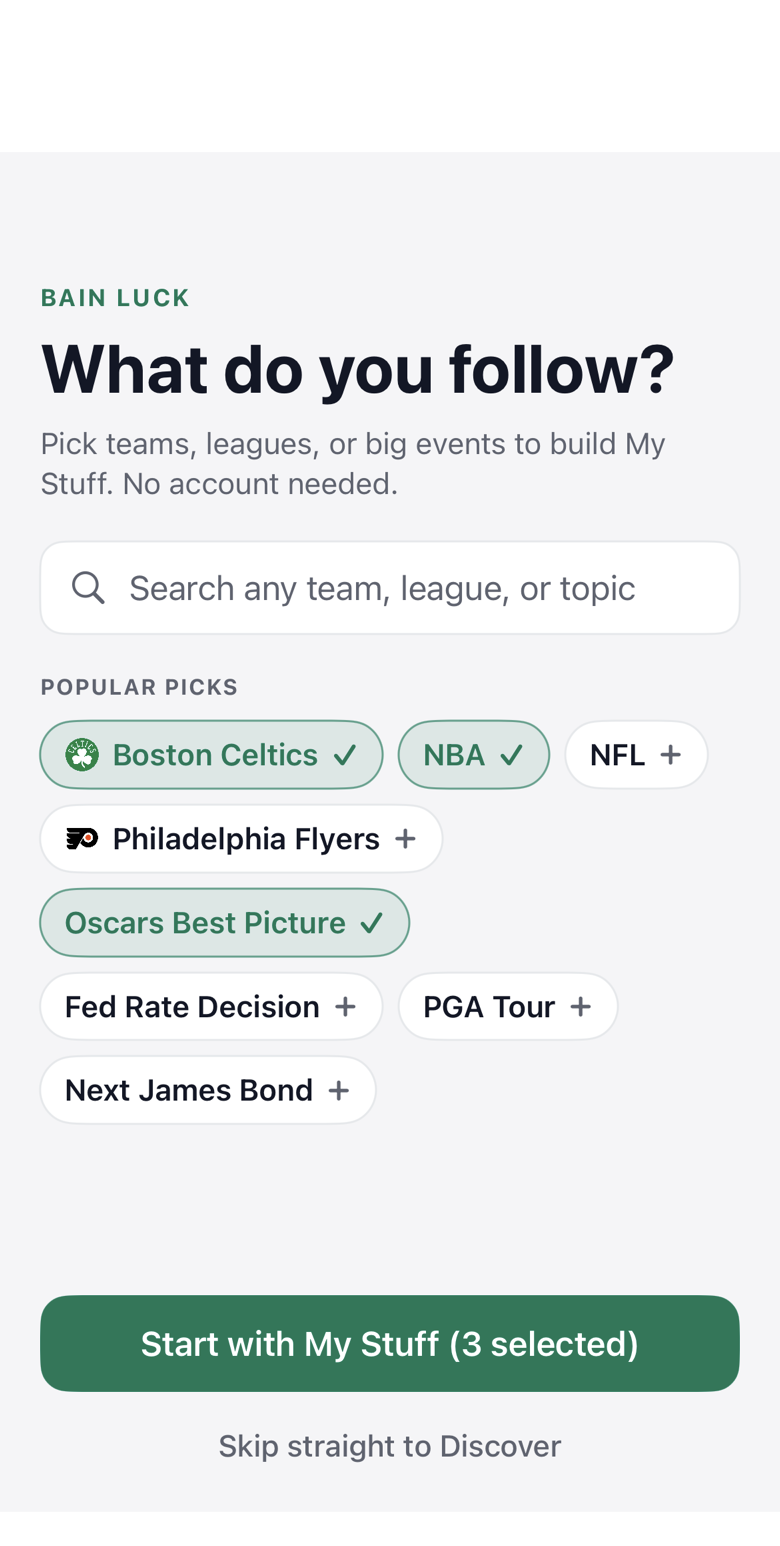 BAIN LUCK
What do you follow?
Pick teams, leagues, or big events to build My
Stuff. No account needed.
Search any team, league, or topic
POPULAR PICKS
CELTICS Boston Celtics NBA NFL
Philadelphia Flyers
Oscars Best Picture
Fed Rate Decision PGA Tour
Next James Bond
Start with My Stuff (3 selected)
Skip straight to Discover